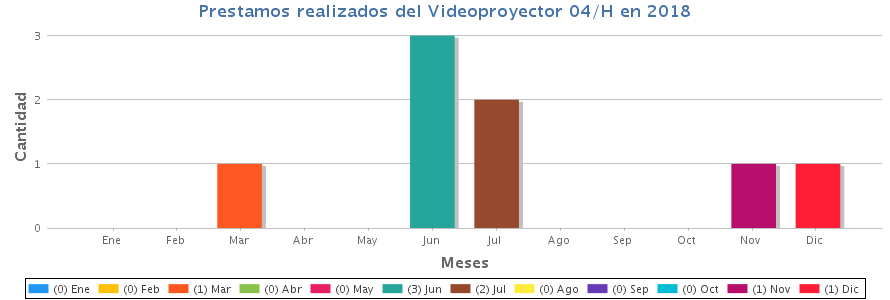 Prestamos realizados del Videoproyector 04/H en 2018
Cantidad
3
2
1
0
Ene Feb Mar Abr May Jun Jul Ago Sep Oct Nov Dic
Meses
(0) Ene (0) Feb (1) Mar (0) Abr (0) May (3) Jun (2) Jul (0) Ago (0) Sep (0) Oct (1) Nov (1) Dic